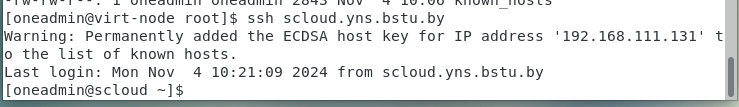 -rw-rw-r--. 1 oneadmin oneadmin 2843 Nov  4 10:06 known_hosts
[oneadmin@virt-node root]$ ssh scloud.yns.bstu.by
Warning: Permanently added the ECDSA host key for IP address '192.168.111.131' t
o the list of known hosts.
Last login: Mon Nov  4 10:21:09 2024 from scloud.yns.bstu.by
[oneadmin@scloud ~]$